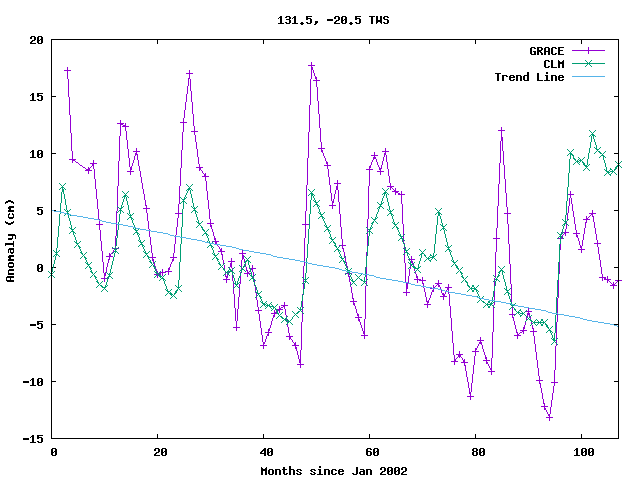 131.5, -20.5 TWS
GRACE
CLM
Trend Line
20
15
10
5
0
-5
-10
-15
Anomaly (cm)
0 20 40 60 80 100
Months since Jan 2002